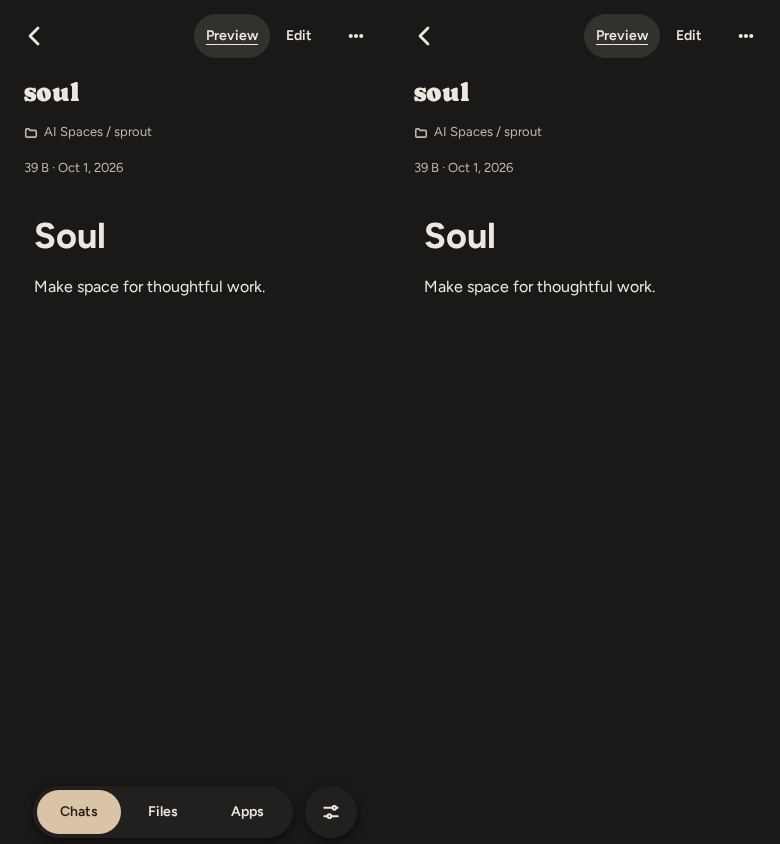 Preview Edit
soul
AI Spaces / sprout
39 B · Oct 1, 2026
Soul
Make space for thoughtful work.
Chats Files Apps
Preview Edit
soul
AI Spaces / sprout
39 B · Oct 1, 2026
Soul
Make space for thoughtful work.